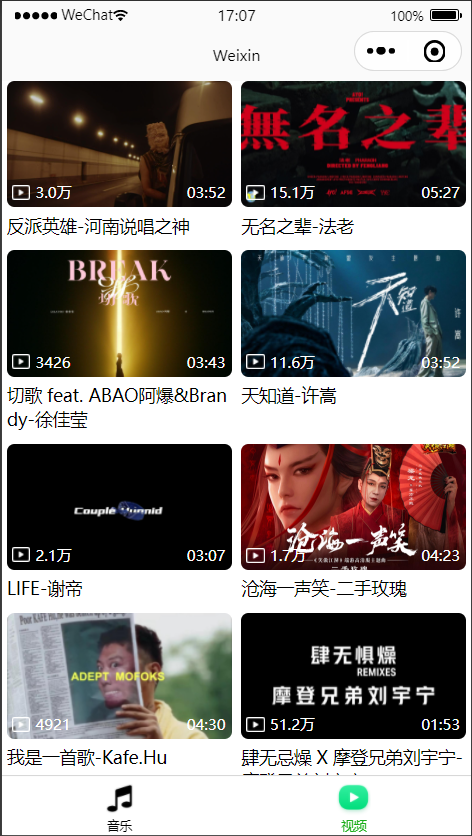 WeChat 17:07 100%
Weixin
3.0万 03:52
反派英雄-河南说唱之神
無名之辈
15.1万 05:27
无名之辈-法老
BREAK
切歌
3426 03:43
切歌 feat. ABAO阿爆&Bran
dy-徐佳莹
天知道
许嵩
11.6万 03:52
天知道-许嵩
2.1万 03:07
LIFE-谢帝
沧海一声笑
1.7万 04:23
沧海一声笑-二手玫瑰
ADEPT MOFOKS
4921 04:30
我是一首歌-Kafe.Hu
肆无惧燥
REMIXES
摩登兄弟刘宇宁
51.2万 01:53
肆无忌燥 X 摩登兄弟刘宇宁-
音乐
视频